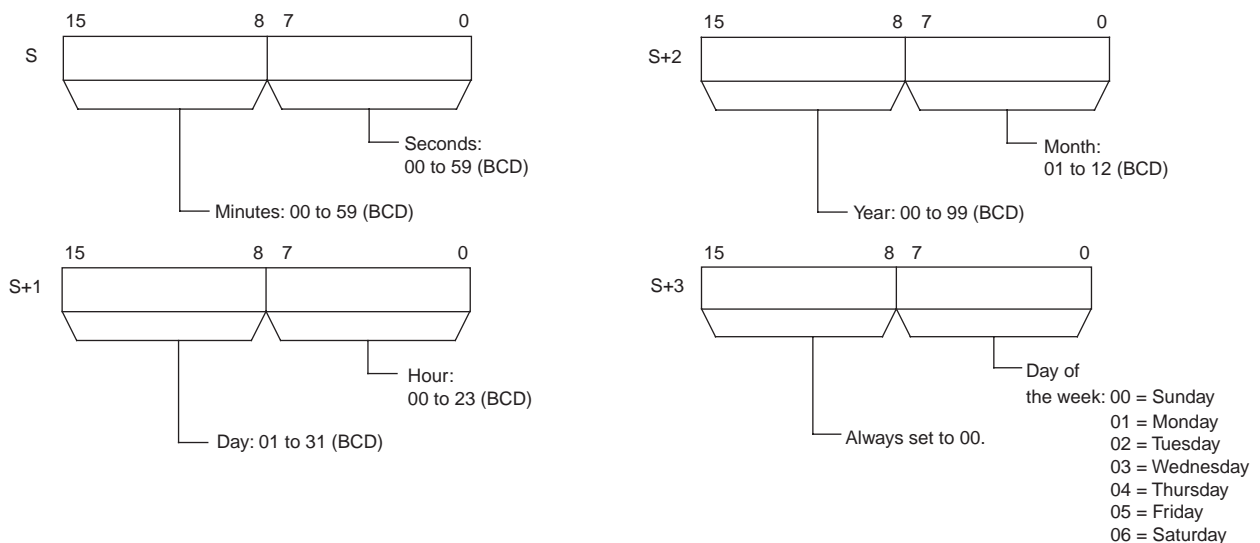 15 8 7 0
S
Seconds:
00 to 59 (BCD)
Minutes: 00 to 59 (BCD)
15 8 7 0
S+2
Month:
01 to 12 (BCD)
Year: 00 to 99 (BCD)
15 8 7 0
S+1
Hour:
00 to 23 (BCD)
Day: 01 to 31 (BCD)
15 8 7 0
S+3
Day of
the week: 00 = Sunday
01 = Monday
02 = Tuesday
03 = Wednesday
04 = Thursday
05 = Friday
06 = Saturday
Always set to 00.